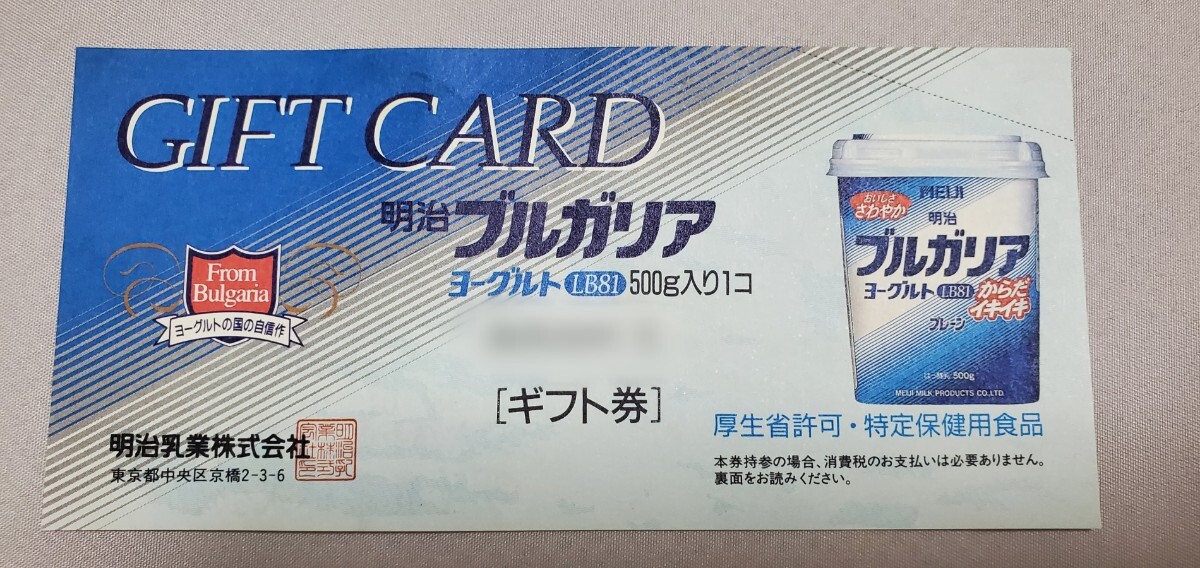 GIFT CARD
明治ブルガリア
ヨーグルト LB81 500g入り1コ
From
Bulgaria
ヨーグルトの国の自信作
[ギフト券]
明治乳業株式会社
東京都中央区京橋2-3-6
MEIJI
おいしさ
さわやか
明治
ブルガリア
ヨーグルト LB81
からだ
イキイキ
プレーン
はっ酵乳 500g
MEIJI MILK PRODUCTS CO.,LTD.
厚生省許可・特定保健用食品
本券持参の場合、消費税のお支払いは必要ありません。
裏面をお読みください。